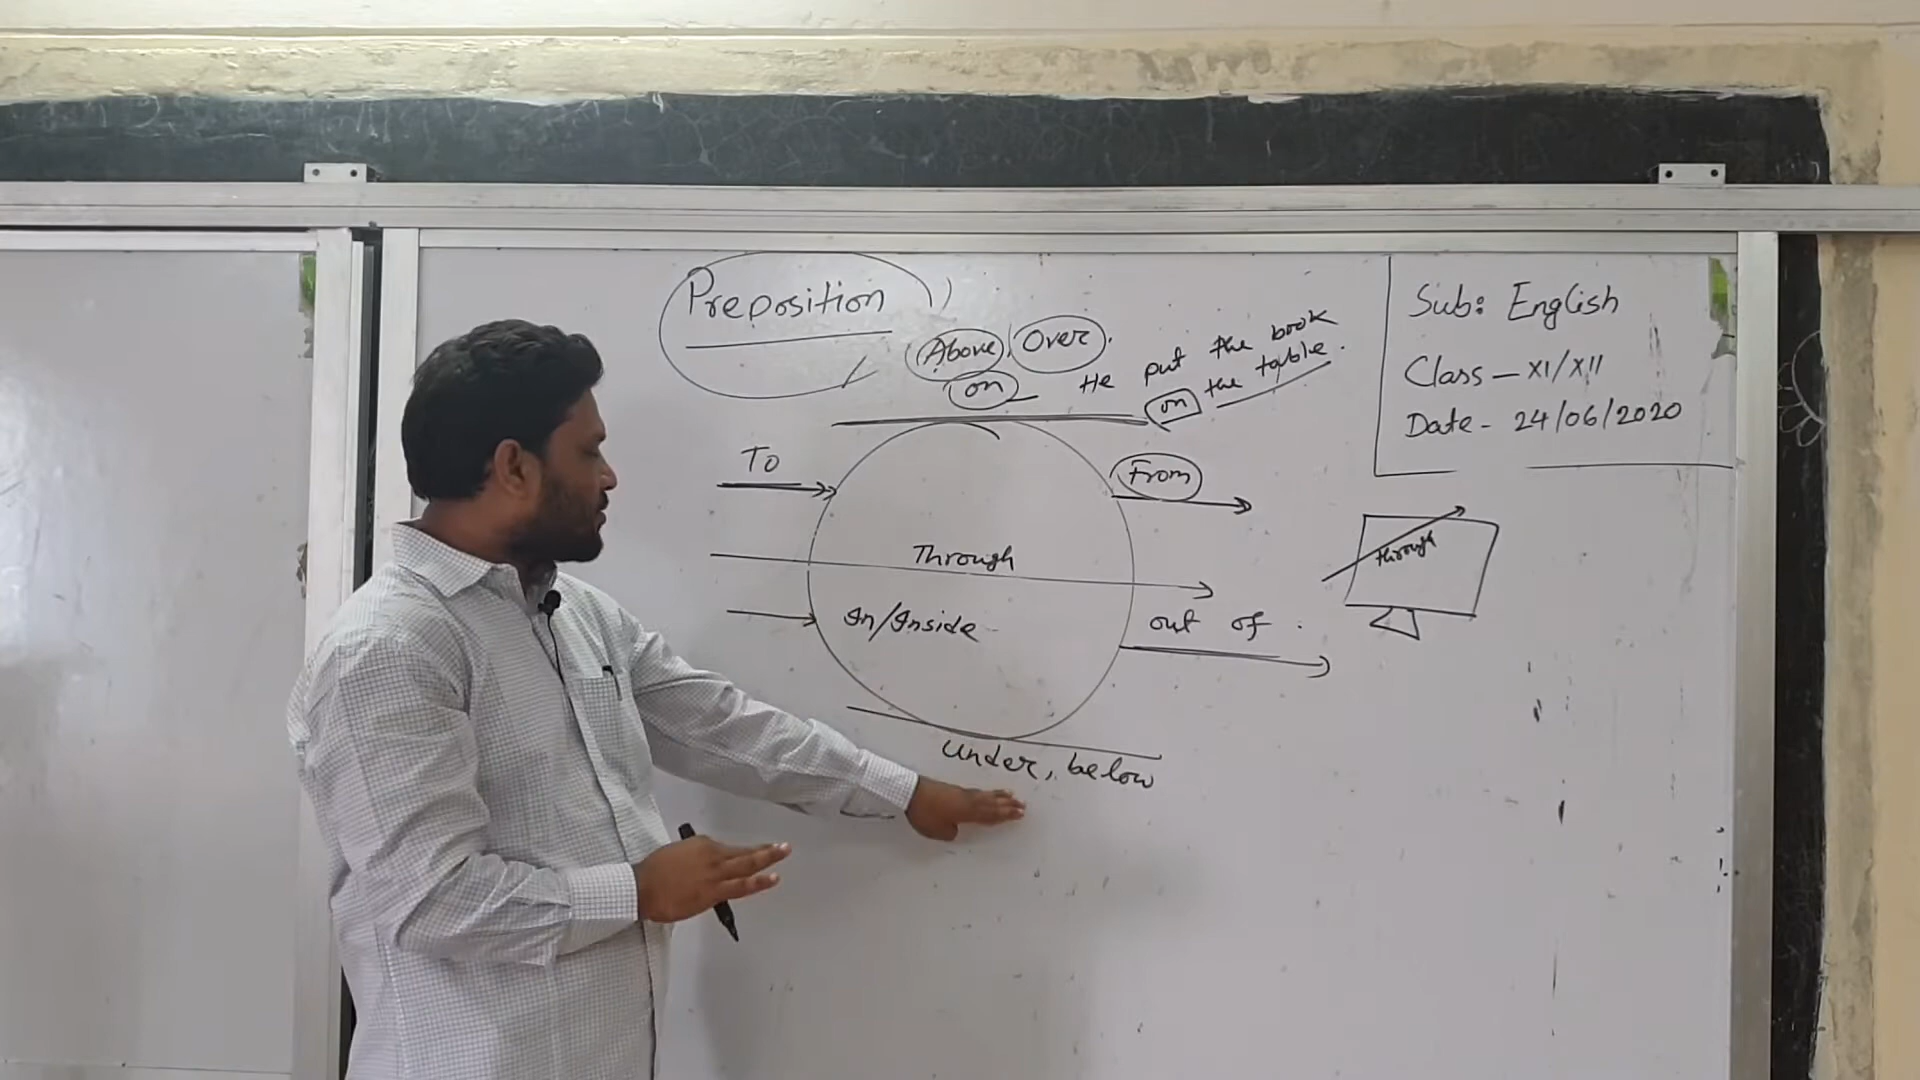 Preposition
Above, Over.
on
He put the book
on the table.
To
From
Through
through
In/Inside
out of.
Under, below
Sub: English
Class - XI/XII
Date - 24/06/2020